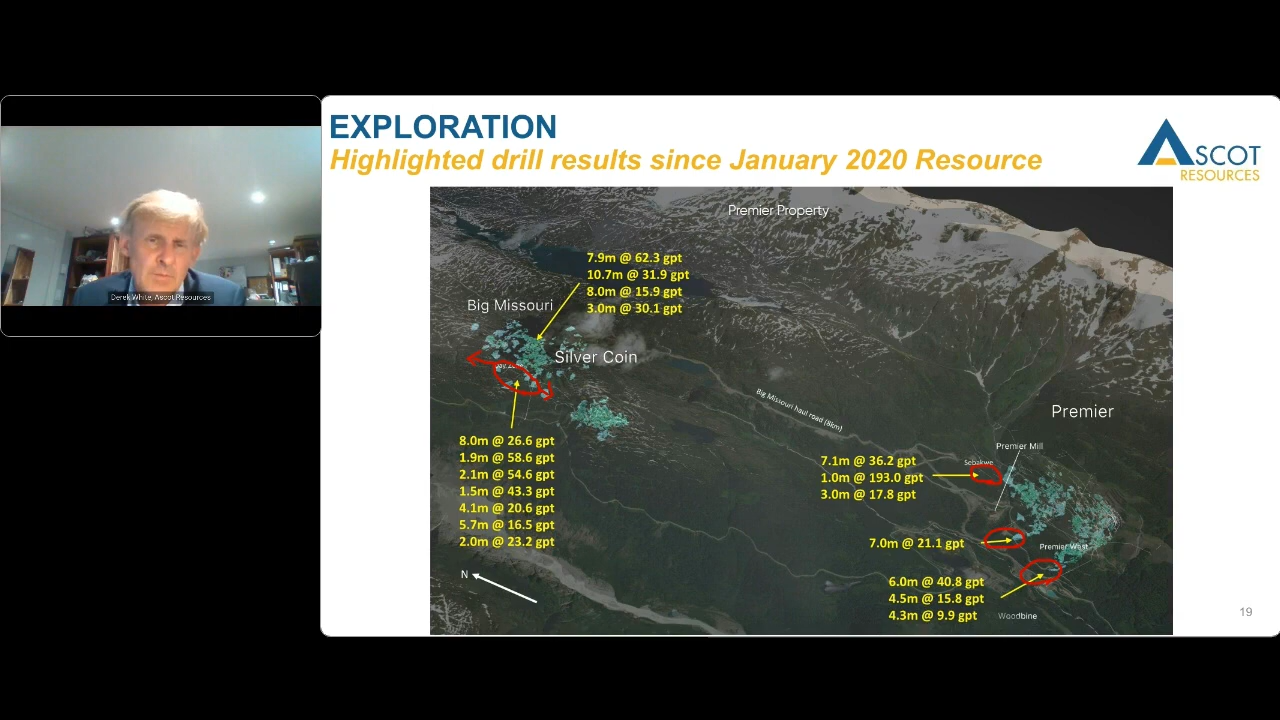 Derek White, Ascot Resources
EXPLORATION
Highlighted drill results since January 2020 Resource
ASCOT
RESOURCES
Premier Property
7.9m @ 62.3 gpt
10.7m @ 31.9 gpt
8.0m @ 15.9 gpt
3.0m @ 30.1 gpt
Big Missouri
Silver Coin
Day Zone
8.0m @ 26.6 gpt
1.9m @ 58.6 gpt
2.1m @ 54.6 gpt
1.5m @ 43.3 gpt
4.1m @ 20.6 gpt
5.7m @ 16.5 gpt
2.0m @ 23.2 gpt
N
Big Missouri haul road (8km)
Premier
Premier Mill
Sebakwe
7.1m @ 36.2 gpt
1.0m @ 193.0 gpt
3.0m @ 17.8 gpt
7.0m @ 21.1 gpt
Premier West
6.0m @ 40.8 gpt
4.5m @ 15.8 gpt
4.3m @ 9.9 gpt
Woodbine
19